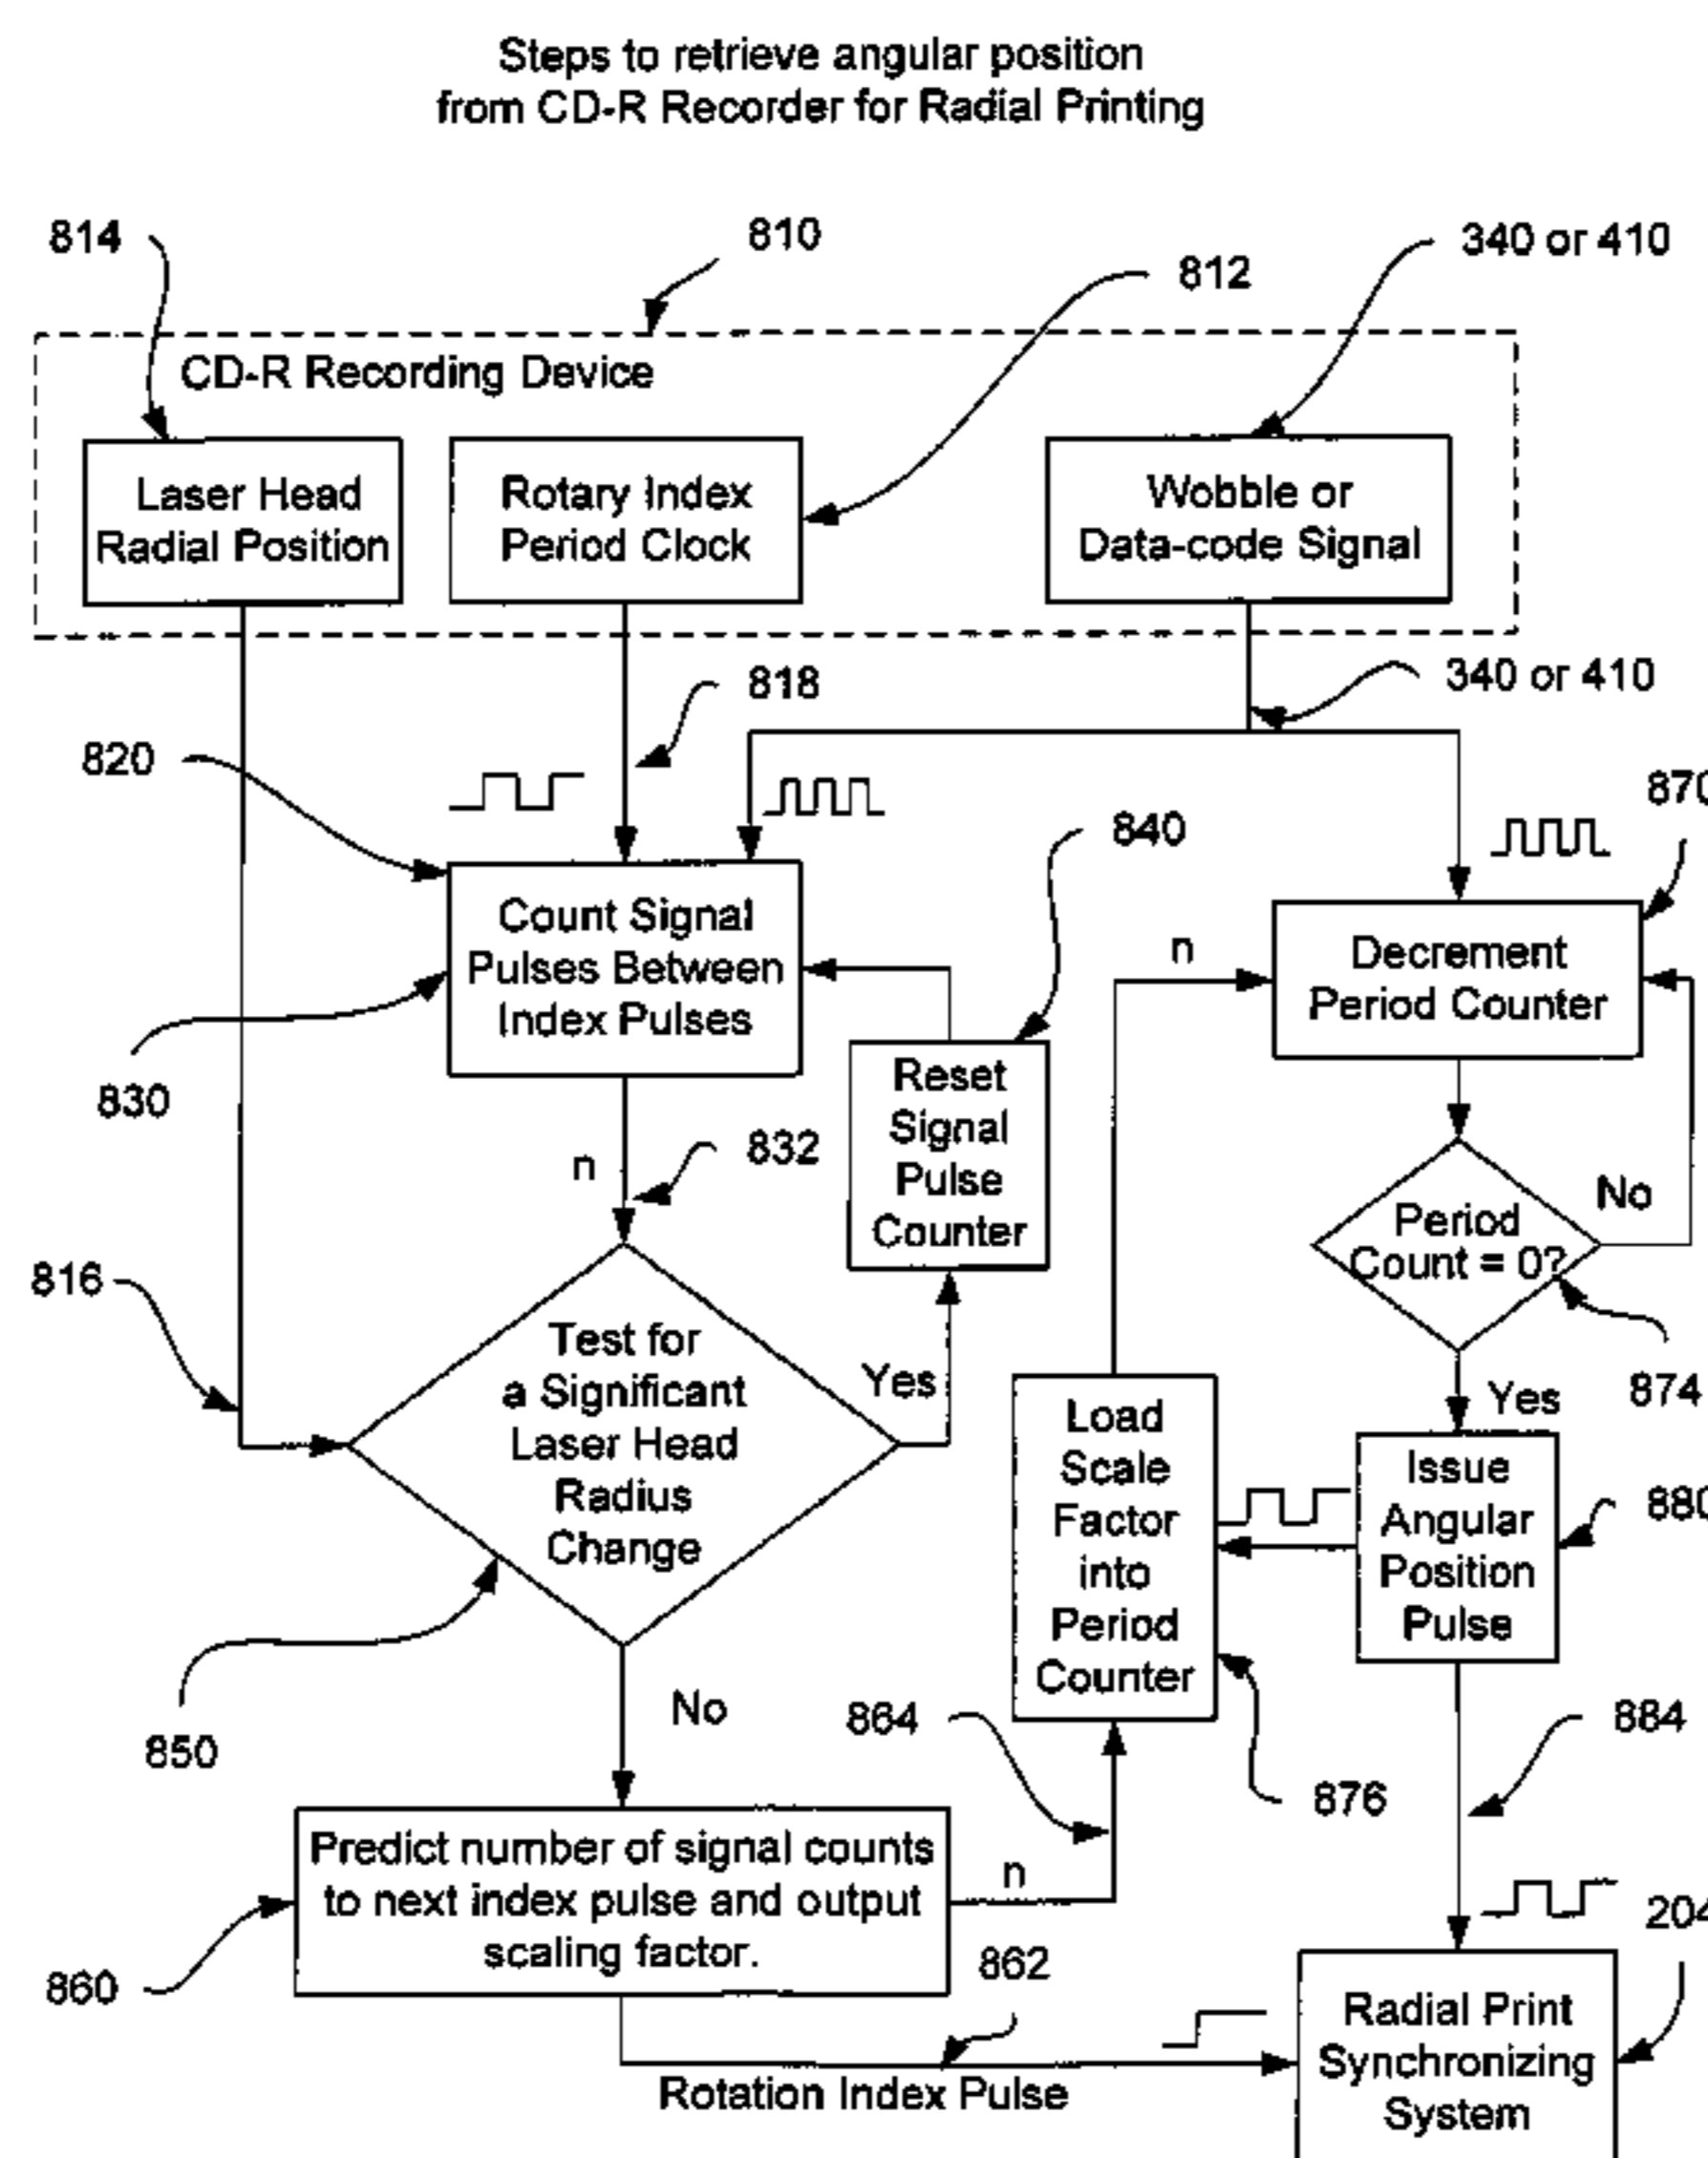 Steps to retrieve angular position
from CD-R Recorder for Radial Printing
814
810
812
340 or 410
CD-R Recording Device
Laser Head
Radial Position
Rotary Index
Period Clock
Wobble or
Data-code Signal
818
340 or 410
820
840
870
Count Signal
Pulses Between
Index Pulses
n
Decrement
Period Counter
830
Reset
Signal
Pulse
Counter
n
832
No
Period
Count = 0?
816
Test for
a Significant
Laser Head
Radius
Change
Yes
874
Yes
Load
Scale
Factor
into
Period
Counter
Issue
Angular
Position
Pulse
880
No
850
864
884
876
Predict number of signal counts
to next index pulse and output
scaling factor.
n
204
860
862
Radial Print
Synchronizing
System
Rotation Index Pulse